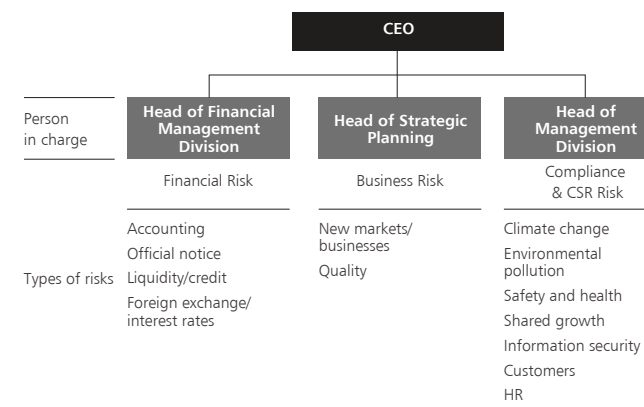 CEO
Person
in charge
Head of Financial
Management
Division
Head of Strategic
Planning
Head of
Management
Division
Financial Risk
Business Risk
Compliance
& CSR Risk
Types of risks
Accounting
Official notice
Liquidity/credit
Foreign exchange/
interest rates
New markets/
businesses
Quality
Climate change
Environmental
pollution
Safety and health
Shared growth
Information security
Customers
HR